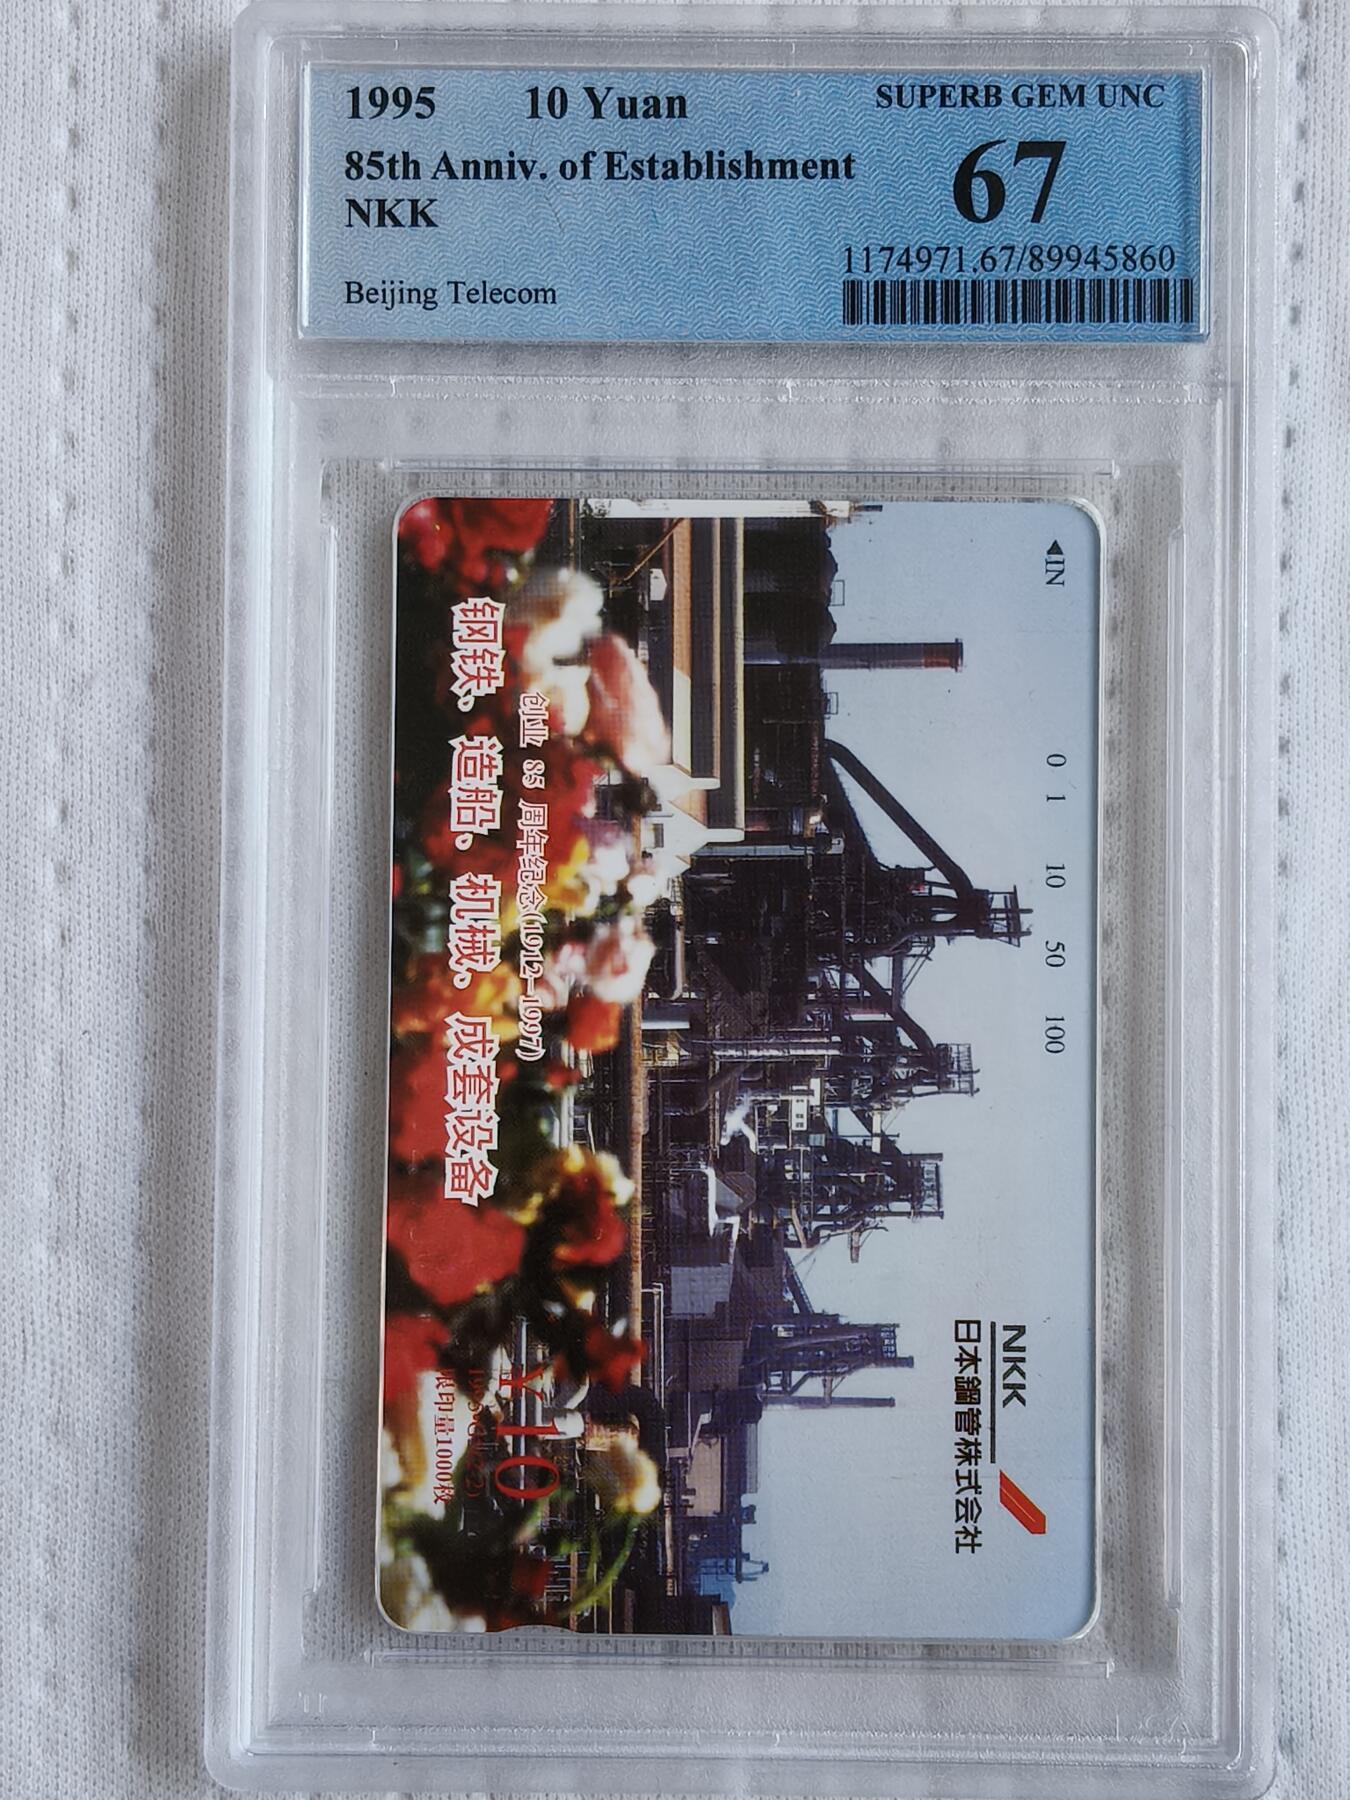 1995 10 Yuan
85th Anniv. of Establishment
NKK
Beijing Telecom
SUPERB GEM UNC
67
1174971.67/89945860
◀IN
0 1 10 50 100
NKK
日本鋼管株式会社
创业 85 周年纪念(1912-1997)
钢铁、造船、机械、成套设备
¥10
限印量1000枚